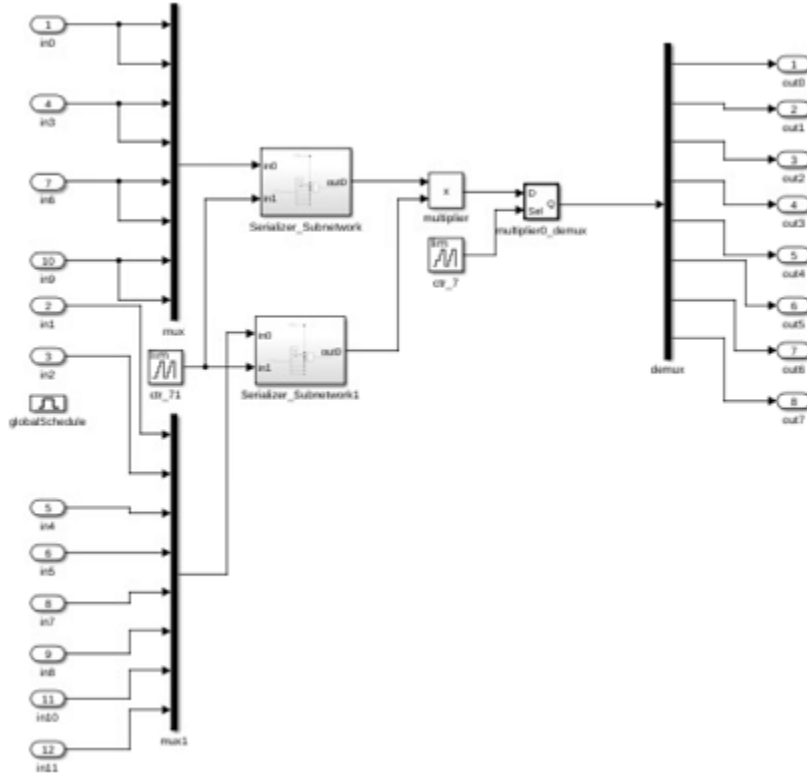 1
in0
4
in3
7
in6
10
in9
2
in1
3
in2
globalSchedule
5
in4
6
in5
8
in7
9
in8
11
in10
12
in11
mux
lim
ctr_71
mux1
in0
in1
out0
Serializer_Subnetwork
in0
in1
out0
Serializer_Subnetwork1
x
multiplier
lim
ctr_7
D
Sel
Q
multiplier0_demux
demux
1
out0
2
out1
3
out2
4
out3
5
out4
6
out5
7
out6
8
out7